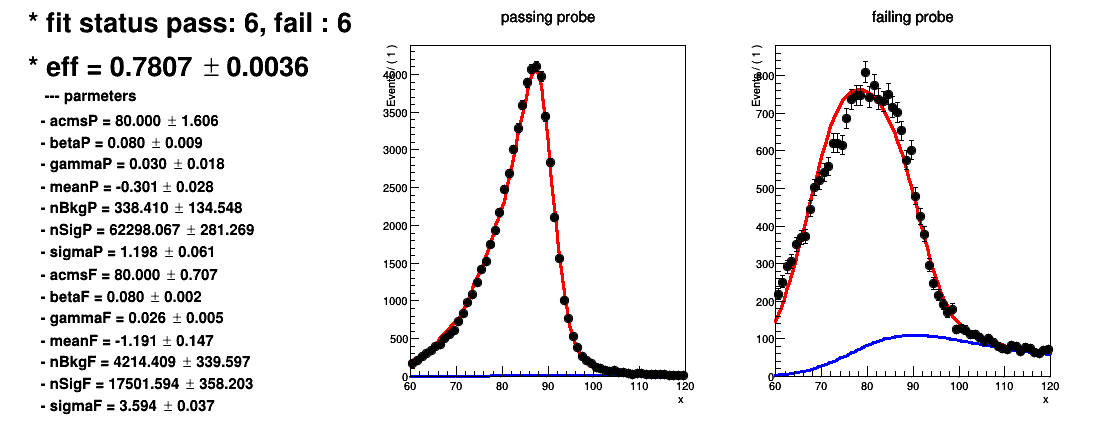 * fit status pass: 6, fail : 6
* eff = 0.7807 ± 0.0036
--- parmeters
- acmsP = 80.000 ± 1.606
- betaP = 0.080 ± 0.009
- gammaP = 0.030 ± 0.018
- meanP = -0.301 ± 0.028
- nBkgP = 338.410 ± 134.548
- nSigP = 62298.067 ± 281.269
- sigmaP = 1.198 ± 0.061
- acmsF = 80.000 ± 0.707
- betaF = 0.080 ± 0.002
- gammaF = 0.026 ± 0.005
- meanF = -1.191 ± 0.147
- nBkgF = 4214.409 ± 339.597
- nSigF = 17501.594 ± 358.203
- sigmaF = 3.594 ± 0.037
passing probe
Events / ( 1 )
4000
3500
3000
2500
2000
1500
1000
500
0
60 70 80 90 100 110 120
x
failing probe
Events / ( 1 )
800
700
600
500
400
300
200
100
0
60 70 80 90 100 110 120
x